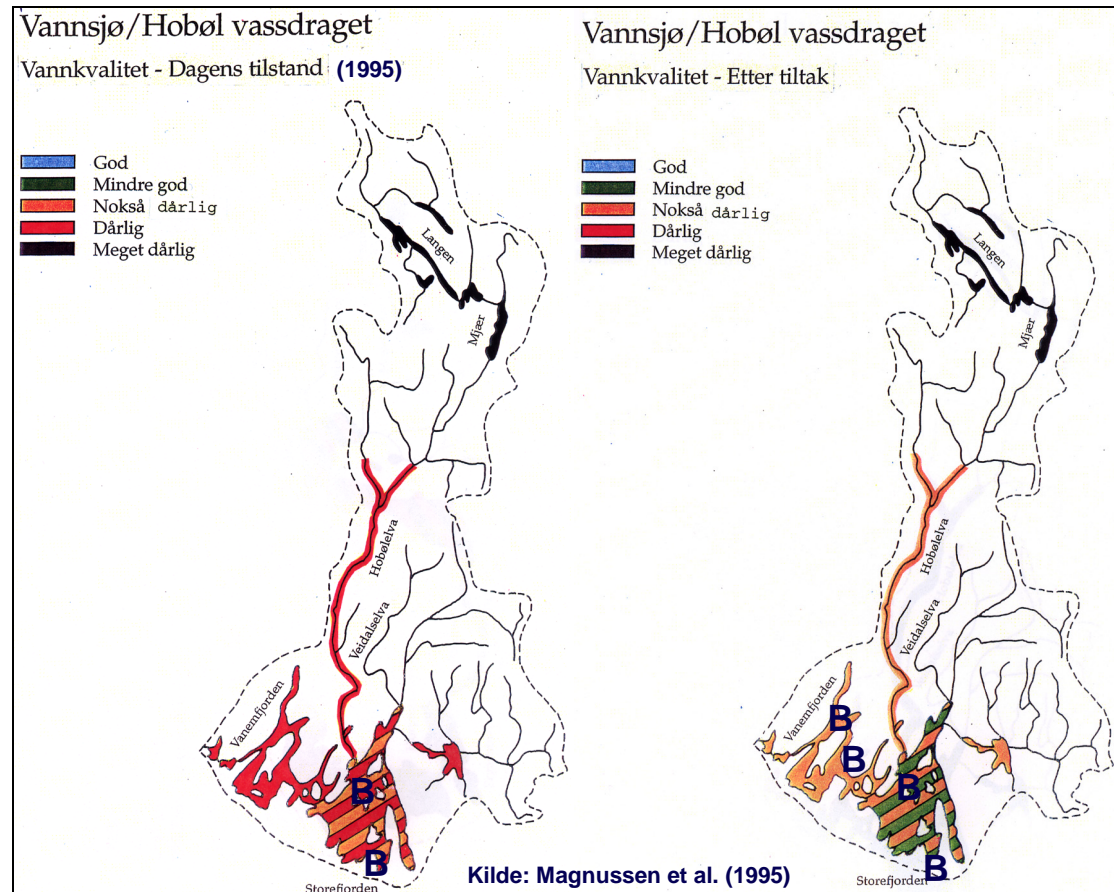 Vannsjø/Hobøl vassdraget
Vannkvalitet - Dagens tilstand (1995)
God
Mindre god
Nokså dårlig
Dårlig
Meget dårlig
Langen
Mjær
Hobølelva
Veidalselva
Vanemfjorden
B
B
Storefjorden
Vannsjø/Hobøl vassdraget
Vannkvalitet - Etter tiltak
God
Mindre god
Nokså dårlig
Dårlig
Meget dårlig
Langen
Mjær
Hobølelva
Veidalselva
Vanemfjorden
B
B
B
B
Storefjorden
Kilde: Magnussen et al. (1995)